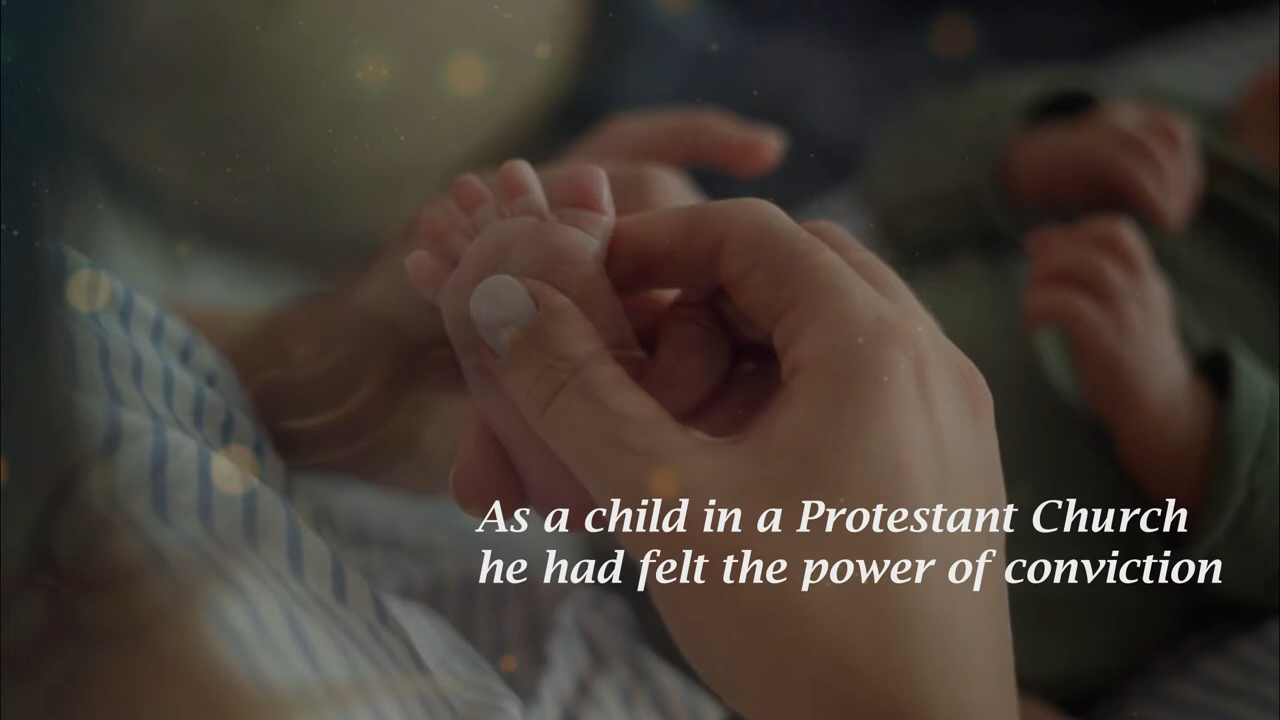 As a child in a Protestant Church
he had felt the power of conviction